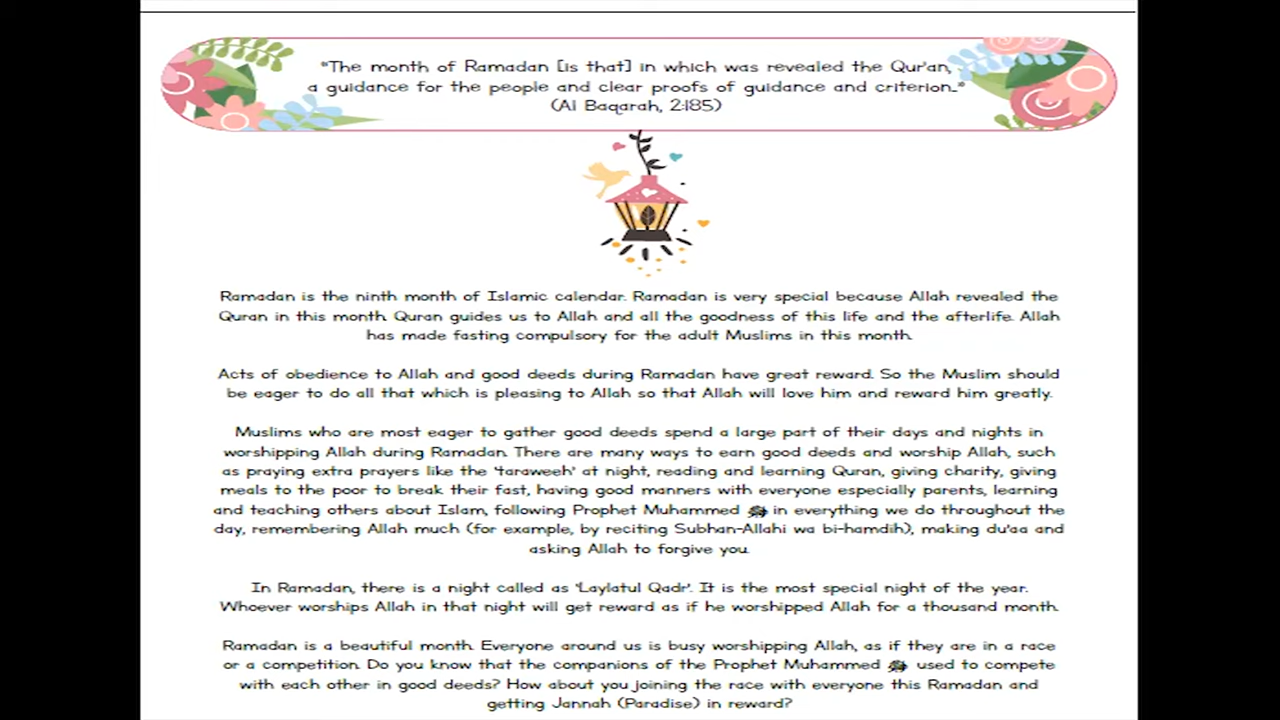 "The month of Ramadan [is that] in which was revealed the Qur'an,
a guidance for the people and clear proofs of guidance and criterion..."
(Al Baqarah, 2:185)
Ramadan is the ninth month of Islamic calendar. Ramadan is very special because Allah revealed the
Quran in this month. Quran guides us to Allah and all the goodness of this life and the afterlife. Allah
has made fasting compulsory for the adult Muslims in this month.
Acts of obedience to Allah and good deeds during Ramadan have great reward. So the Muslim should
be eager to do all that which is pleasing to Allah so that Allah will love him and reward him greatly.
Muslims who are most eager to gather good deeds spend a large part of their days and nights in
worshipping Allah during Ramadan. There are many ways to earn good deeds and worship Allah, such
as praying extra prayers like the 'taraweeh' at night, reading and learning Quran, giving charity, giving
meals to the poor to break their fast, having good manners with everyone especially parents, learning
and teaching others about Islam, following Prophet Muhammed ﷺ in everything we do throughout the
day, remembering Allah much (for example, by reciting Subhan-Allahi wa bi-hamdih), making du'aa and
asking Allah to forgive you.
In Ramadan, there is a night called as 'Laylatul Qadr'. It is the most special night of the year.
Whoever worships Allah in that night will get reward as if he worshipped Allah for a thousand month.
Ramadan is a beautiful month. Everyone around us is busy worshipping Allah, as if they are in a race
or a competition. Do you know that the companions of the Prophet Muhammed ﷺ used to compete
with each other in good deeds? How about you joining the race with everyone this Ramadan and
getting Jannah (Paradise) in reward?